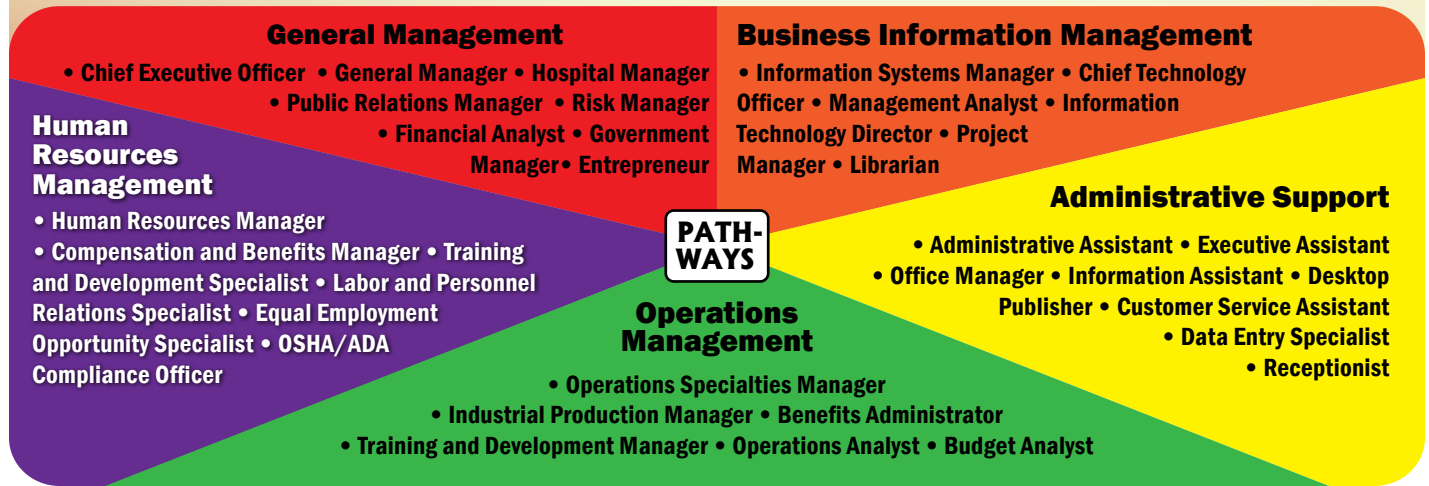 General Management
• Chief Executive Officer • General Manager • Hospital Manager
• Public Relations Manager • Risk Manager
• Financial Analyst • Government
Manager• Entrepreneur
Business Information Management
• Information Systems Manager • Chief Technology
Officer • Management Analyst • Information
Technology Director • Project
Manager • Librarian
Human
Resources
Management
• Human Resources Manager
• Compensation and Benefits Manager • Training
and Development Specialist • Labor and Personnel
Relations Specialist • Equal Employment
Opportunity Specialist • OSHA/ADA
Compliance Officer
PATH-
WAYS
Administrative Support
• Administrative Assistant • Executive Assistant
• Office Manager • Information Assistant • Desktop
Publisher • Customer Service Assistant
• Data Entry Specialist
• Receptionist
Operations
Management
• Operations Specialties Manager
• Industrial Production Manager • Benefits Administrator
• Training and Development Manager • Operations Analyst • Budget Analyst